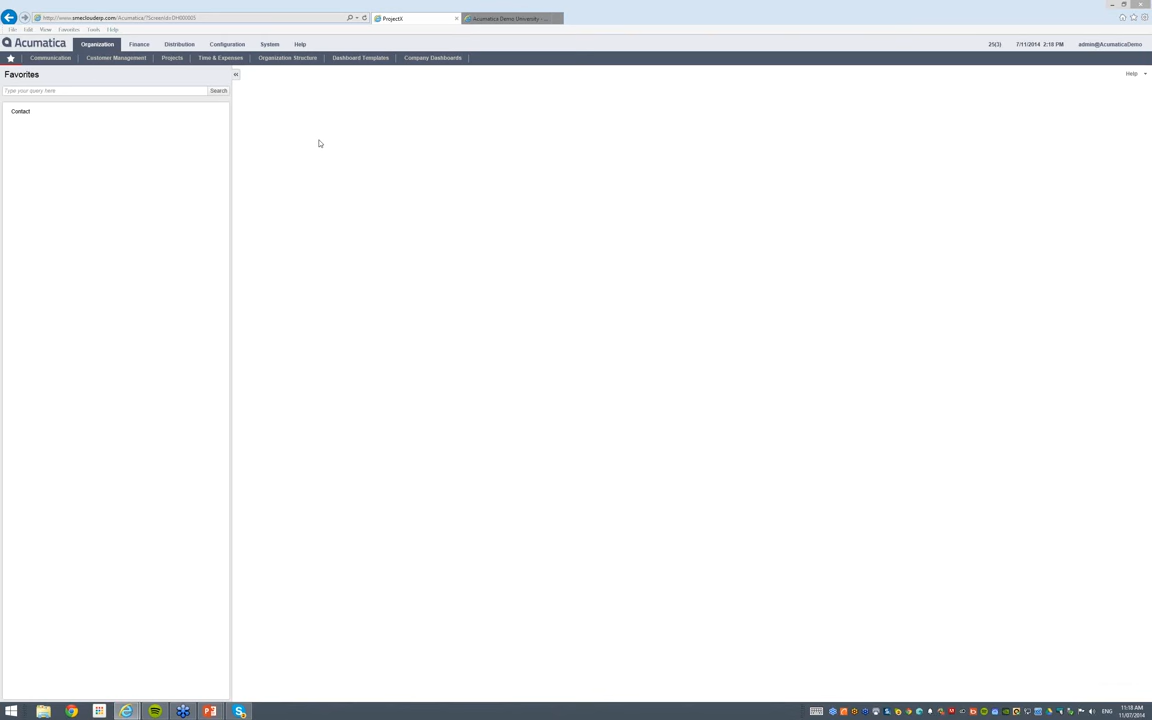 http://www.smeclouderp.com/Acumatica/?ScreenId=DH000005
ProjectX
Acumatica Demo University - ...
File Edit View Favorites Tools Help
Acumatica
Organization Finance Distribution Configuration System Help
25(3) 7/11/2014 2:18 PM admin@AcumaticaDemo
Communication Customer Management Projects Time & Expenses Organization Structure Dashboard Templates Company Dashboards
Favorites
Help
Type your query here
Search
Contact
ENG
11:18 AM
11/07/2014